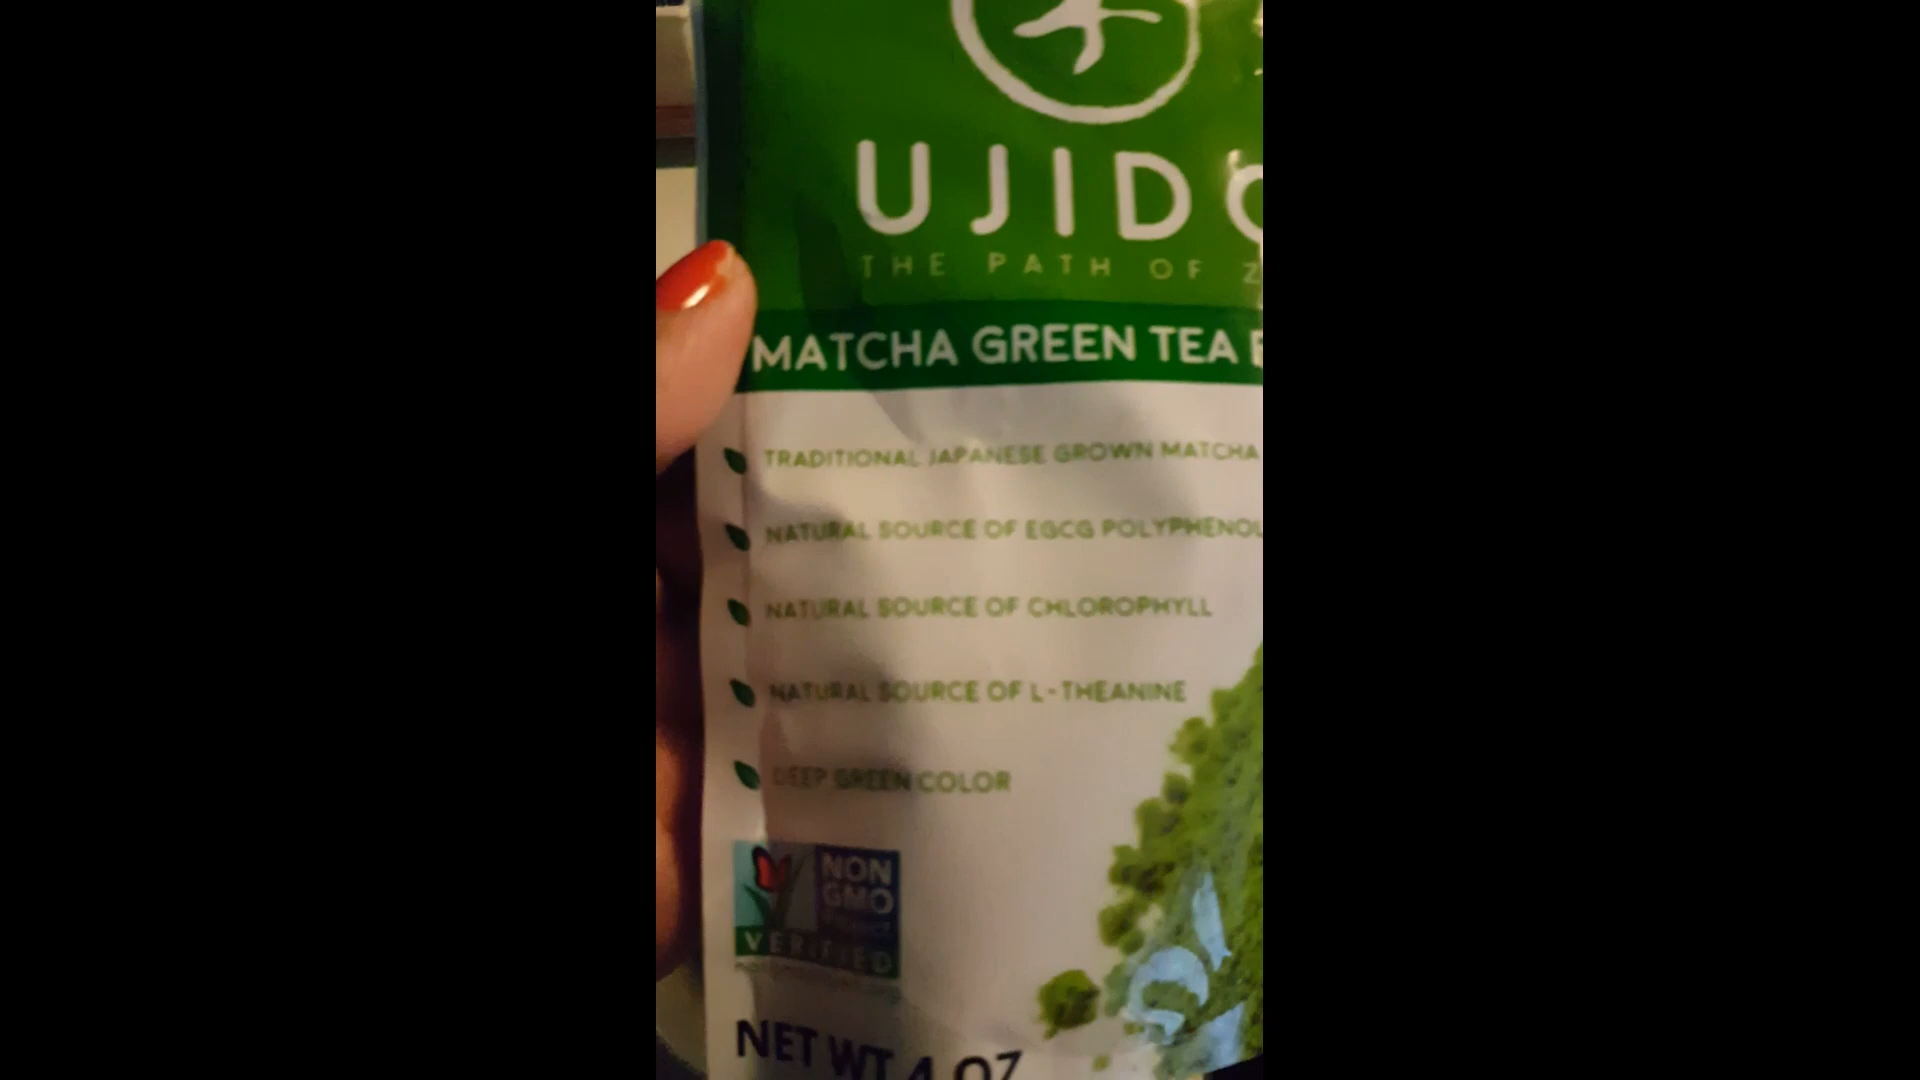 UJIDO
THE PATH OF
MATCHA GREEN TEA
TRADITIONAL JAPANESE GROWN MATCHA
NATURAL SOURCE OF EGCG POLYPHENOL
NATURAL SOURCE OF CHLOROPHYLL
NATURAL SOURCE OF L-THEANINE
DEEP GREEN COLOR
NON
GMO
Project
VERIFIED
NET WT 4 OZ